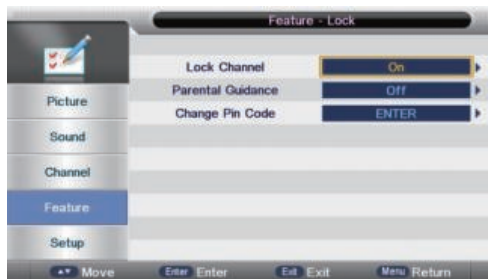 Feature - Lock
Lock Channel On
Parental Guidance Off
Change Pin Code ENTER
Picture
Sound
Channel
Feature
Setup
Move Enter Enter Exit Exit Menu Return